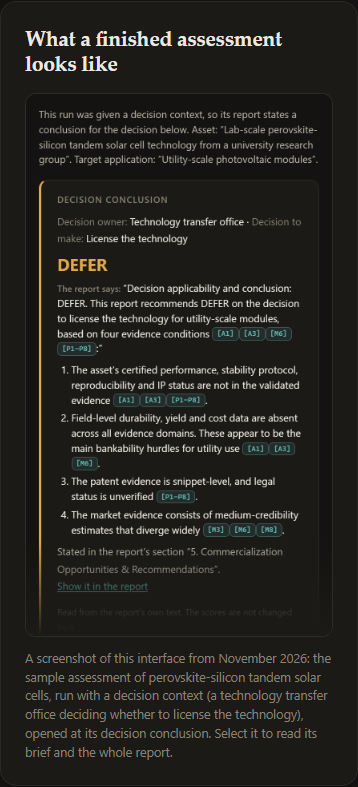 What a finished assessment
looks like
This run was given a decision context, so its report states a
conclusion for the decision below. Asset: "Lab-scale perovskite-
silicon tandem solar cell technology from a university research
group". Target application: "Utility-scale photovoltaic modules".
DECISION CONCLUSION
Decision owner: Technology transfer office · Decision to
make: License the technology
DEFER
The report says: "Decision applicability and conclusion:
DEFER. This report recommends DEFER on the decision
to license the technology for utility-scale modules,
based on four evidence conditions [A1] [A3] [M6]
[P1–P8]:"
1. The asset's certified performance, stability protocol,
reproducibility and IP status are not in the validated
evidence [A1] [A3] [P1–P8].
2. Field-level durability, yield and cost data are absent
across all evidence domains. These appear to be the
main bankability hurdles for utility use [A1] [A3]
[M6].
3. The patent evidence is snippet-level, and legal
status is unverified [P1–P8].
4. The market evidence consists of medium-credibility
estimates that diverge widely [M3] [M6] [M8].
Stated in the report's section "5. Commercialization
Opportunities & Recommendations".
Show it in the report
Read from the report's own text. The scores are not changed
A screenshot of this interface from November 2026: the
sample assessment of perovskite-silicon tandem solar
cells, run with a decision context (a technology transfer
office deciding whether to license the technology),
opened at its decision conclusion. Select it to read its
brief and the whole report.